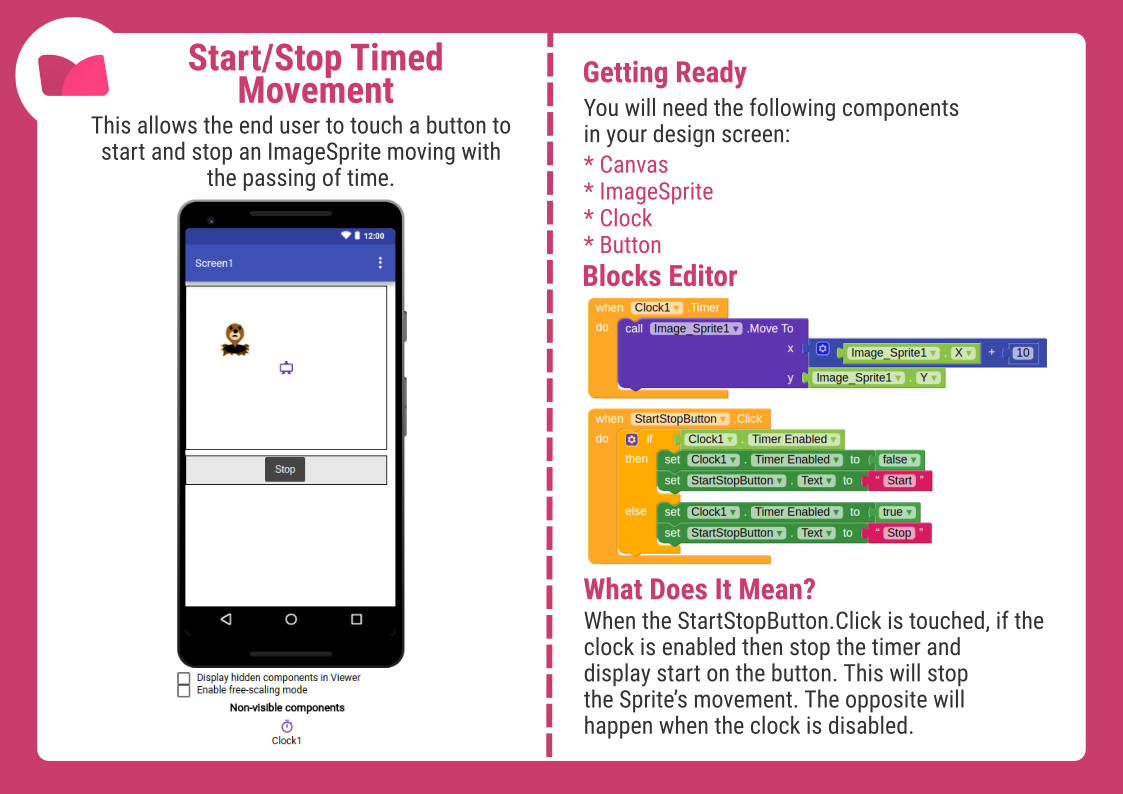 Start/Stop Timed
Movement
This allows the end user to touch a button to
start and stop an ImageSprite moving with
the passing of time.
12:00
Screen1
Stop
Display hidden components in Viewer
Enable free-scaling mode
Non-visible components
Clock1
Getting Ready
You will need the following components
in your design screen:
* Canvas
* ImageSprite
* Clock
* Button
Blocks Editor
when Clock1 .Timer
do call Image_Sprite1 .Move To
x Image_Sprite1 . X + 10
y Image_Sprite1 . Y
when StartStopButton .Click
do if Clock1 . Timer Enabled
then set Clock1 . Timer Enabled to false
set StartStopButton . Text to " Start "
else set Clock1 . Timer Enabled to true
set StartStopButton . Text to " Stop "
What Does It Mean?
When the StartStopButton.Click is touched, if the
clock is enabled then stop the timer and
display start on the button. This will stop
the Sprite’s movement. The opposite will
happen when the clock is disabled.